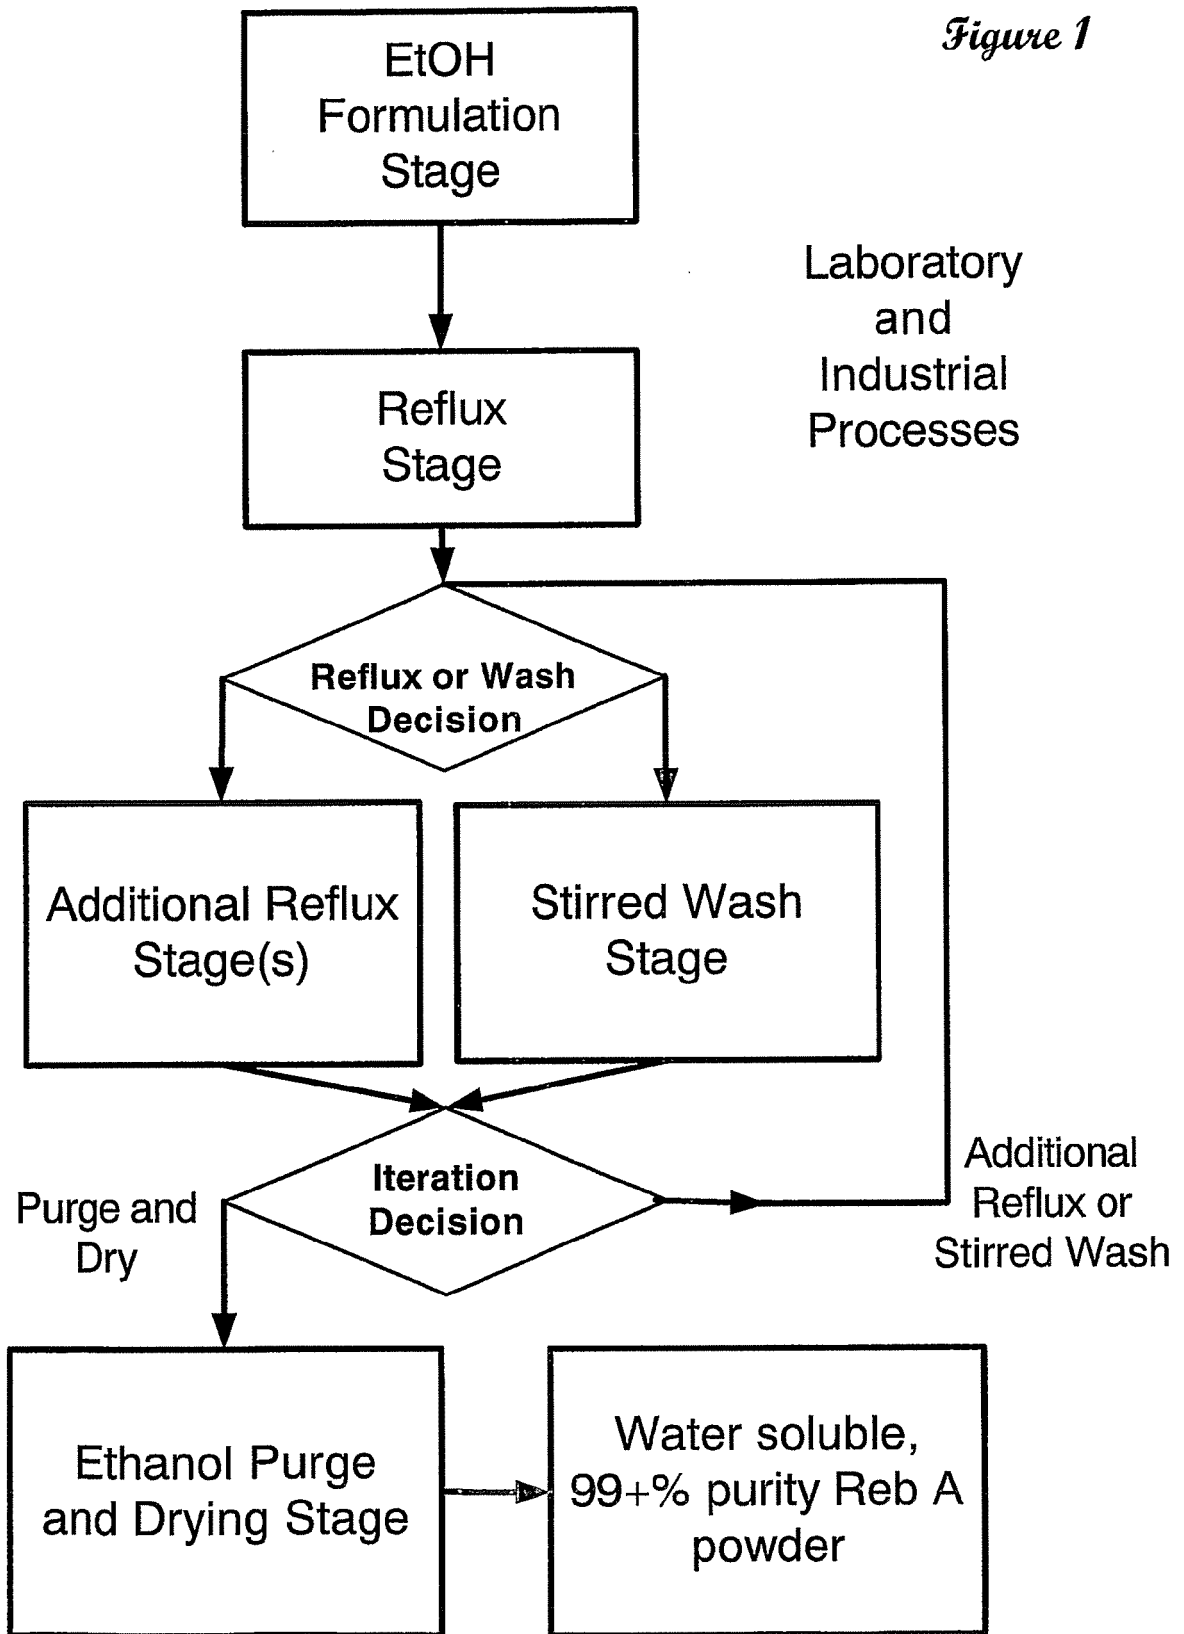 Figure 1
EtOH
Formulation
Stage
Laboratory
and
Industrial
Processes
Reflux
Stage
Reflux or Wash
Decision
Additional Reflux
Stage(s)
Stirred Wash
Stage
Iteration
Decision
Purge and
Dry
Additional
Reflux or
Stirred Wash
Ethanol Purge
and Drying Stage
Water soluble,
99+% purity Reb A
powder